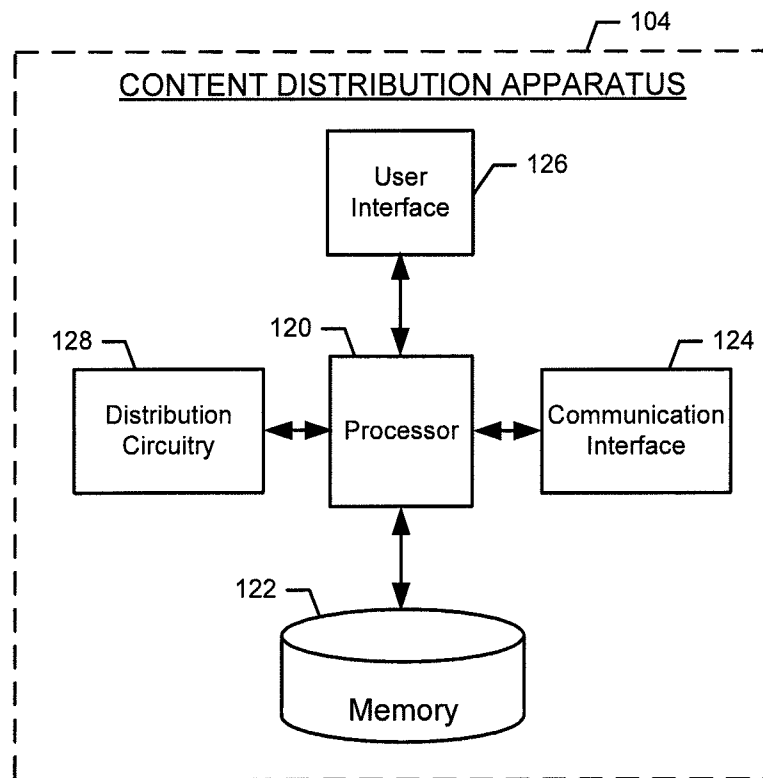 104
CONTENT DISTRIBUTION APPARATUS
User
Interface
126
120
128
124
Distribution
Circuitry
Processor
Communication
Interface
122
Memory